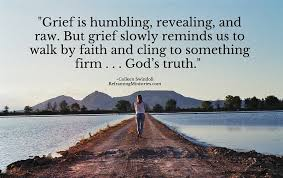 "Grief is humbling, revealing, and
raw. But grief slowly reminds us to
walk by faith and cling to something
firm . . . God's truth."
-Colleen Swindoll
ReframingMinistries.com